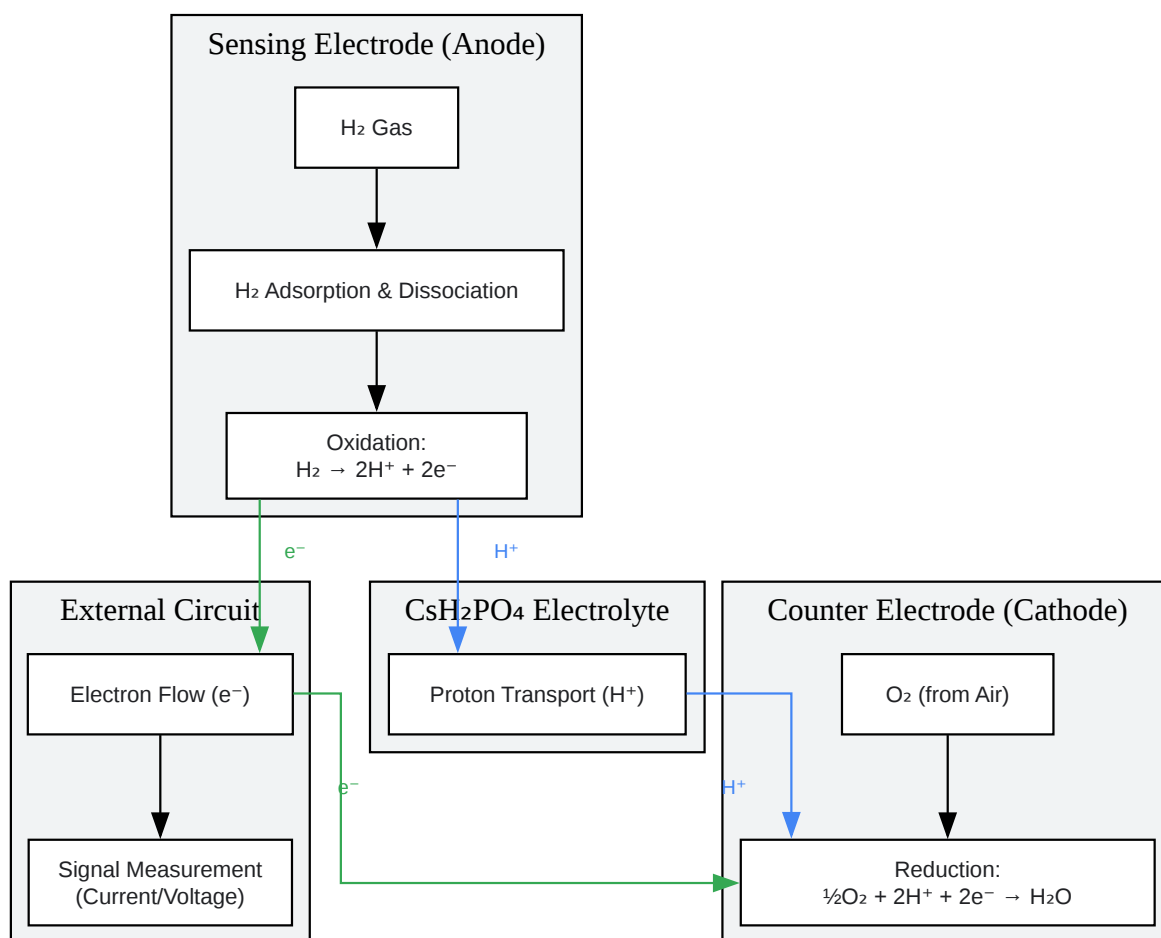 Sensing Electrode (Anode)
H₂ Gas
H₂ Adsorption & Dissociation
Oxidation:
H₂ → 2H⁺ + 2e⁻
e⁻
H⁺
External Circuit
CsH₂PO₄ Electrolyte
Counter Electrode (Cathode)
Electron Flow (e⁻)
Proton Transport (H⁺)
O₂ (from Air)
e⁻
H⁺
Signal Measurement
(Current/Voltage)
Reduction:
½O₂ + 2H⁺ + 2e⁻ → H₂O